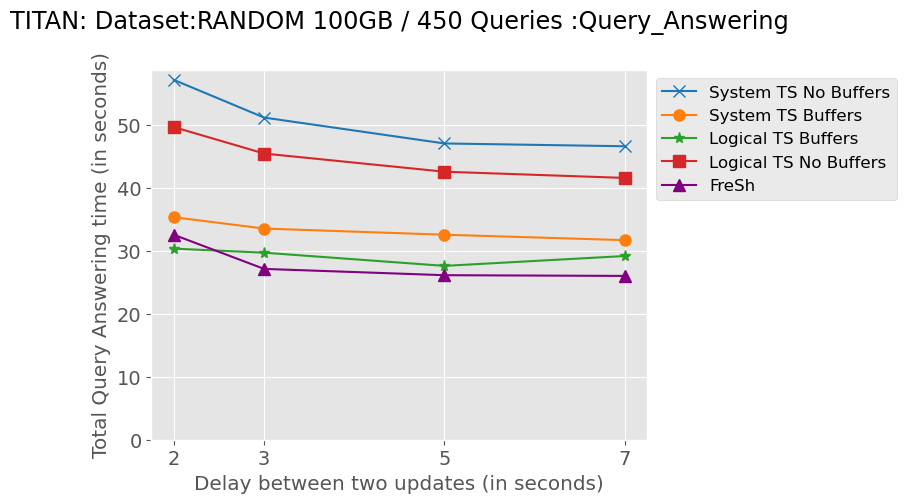 TITAN: Dataset:RANDOM 100GB / 450 Queries :Query_Answering
Total Query Answering time (in seconds)
50
40
30
20
10
0
2 3 5 7
Delay between two updates (in seconds)
System TS No Buffers
System TS Buffers
Logical TS Buffers
Logical TS No Buffers
FreSh